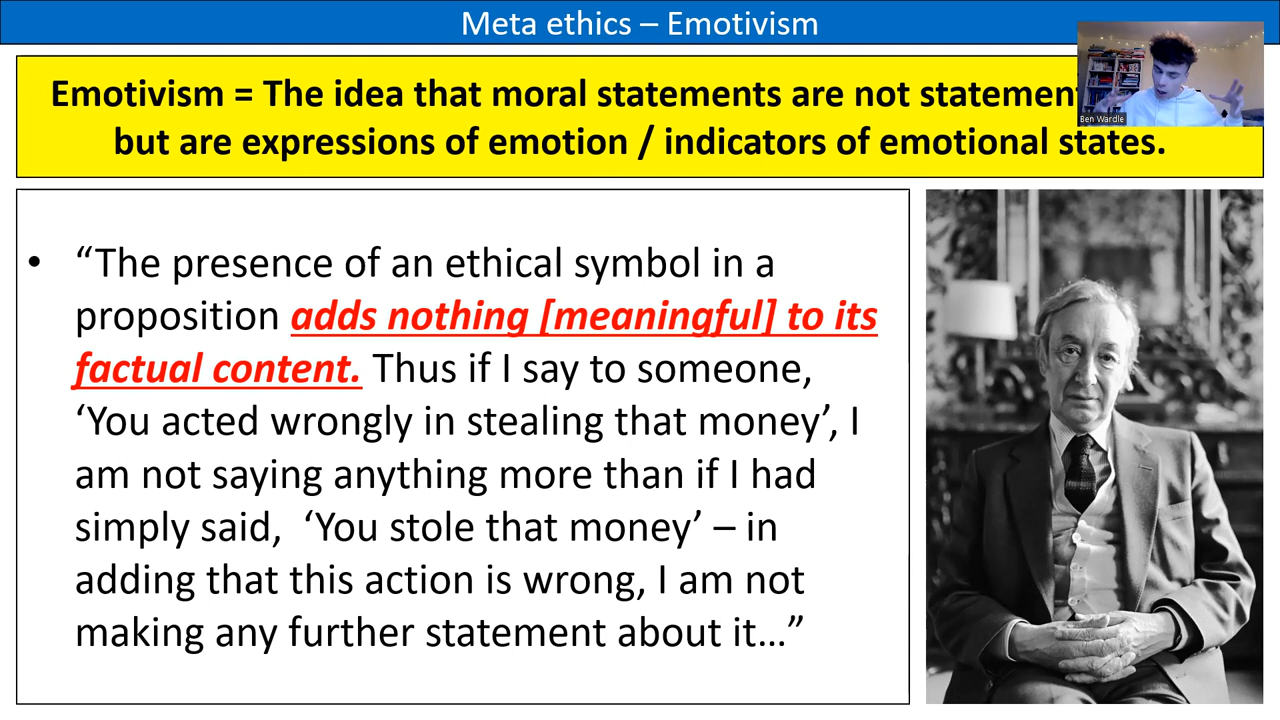 Meta ethics – Emotivism
Emotivism = The idea that moral statements are not
but are expressions of emotion / indicators of emotional states.
Ben Wardle
• “The presence of an ethical symbol in a
proposition adds nothing [meaningful] to its
factual content. Thus if I say to someone,
‘You acted wrongly in stealing that money’, I
am not saying anything more than if I had
simply said,  ‘You stole that money’ – in
adding that this action is wrong, I am not
making any further statement about it…”